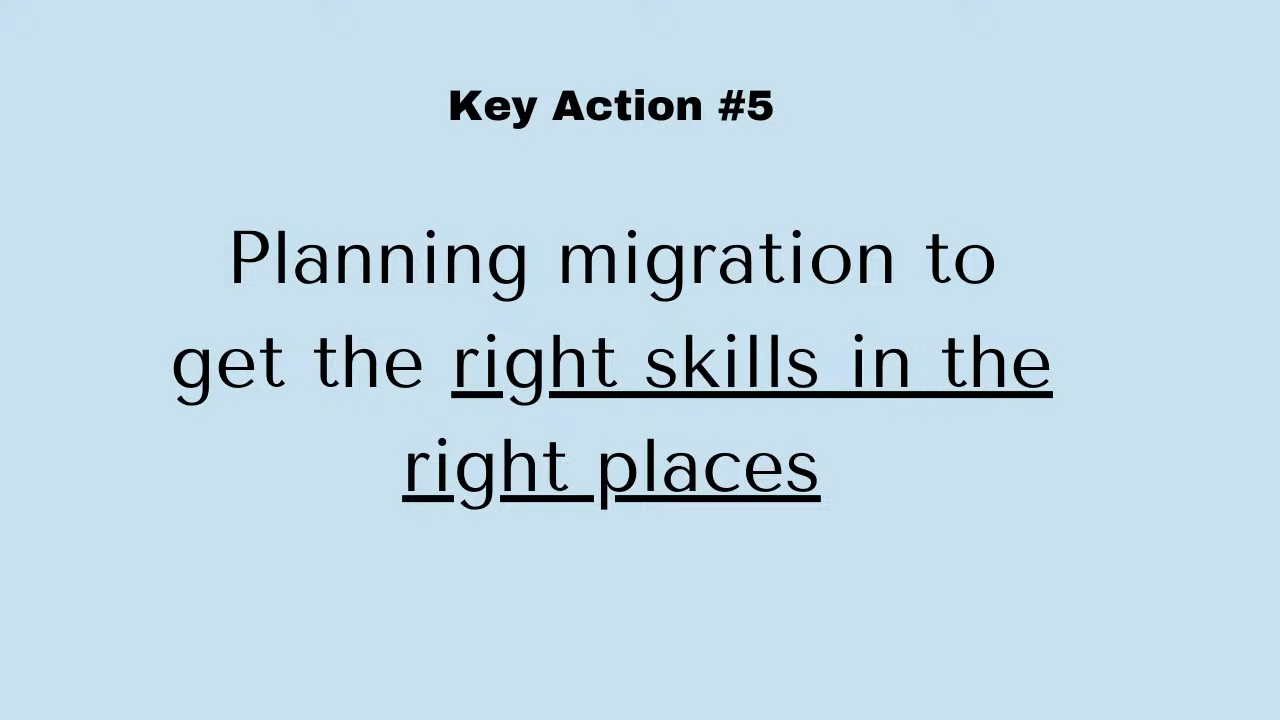 Key Action #5
Planning migration to
get the right skills in the
right places